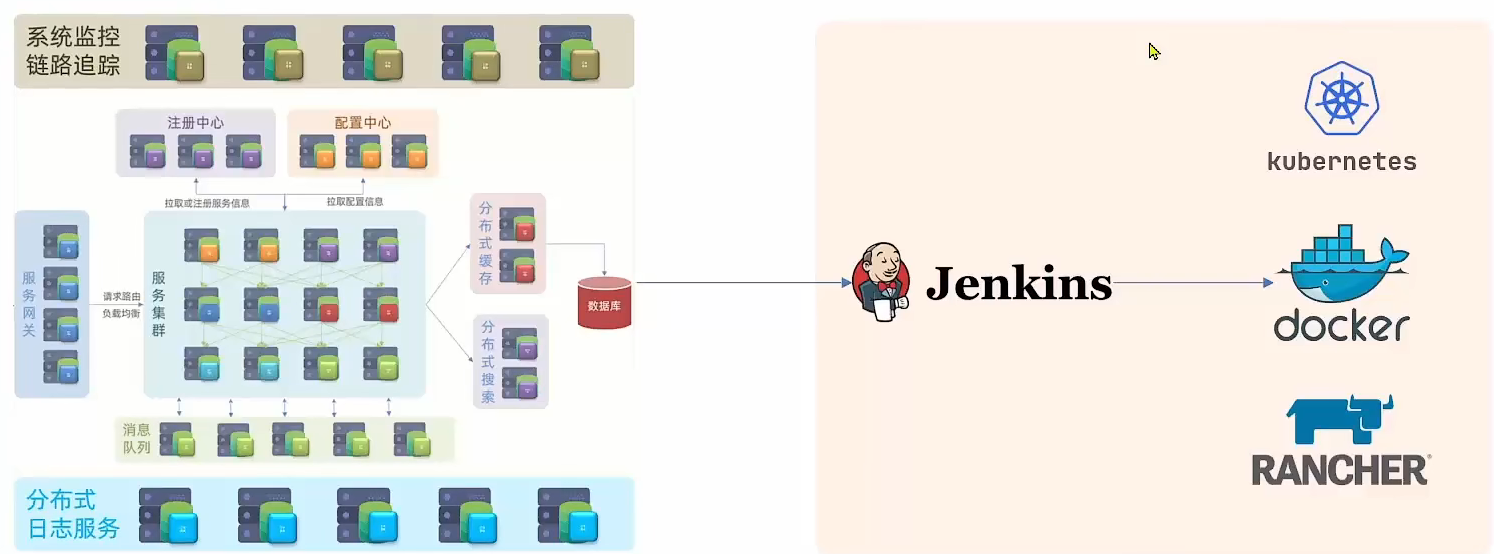 系统监控
链路追踪
注册中心
配置中心
拉取或注册服务信息
拉取配置信息
服务网关
请求路由
负载均衡
服务集群
分布式缓存
数据库
分布式搜索
消息
队列
分布式
日志服务
Jenkins
kubernetes
docker
RANCHER®